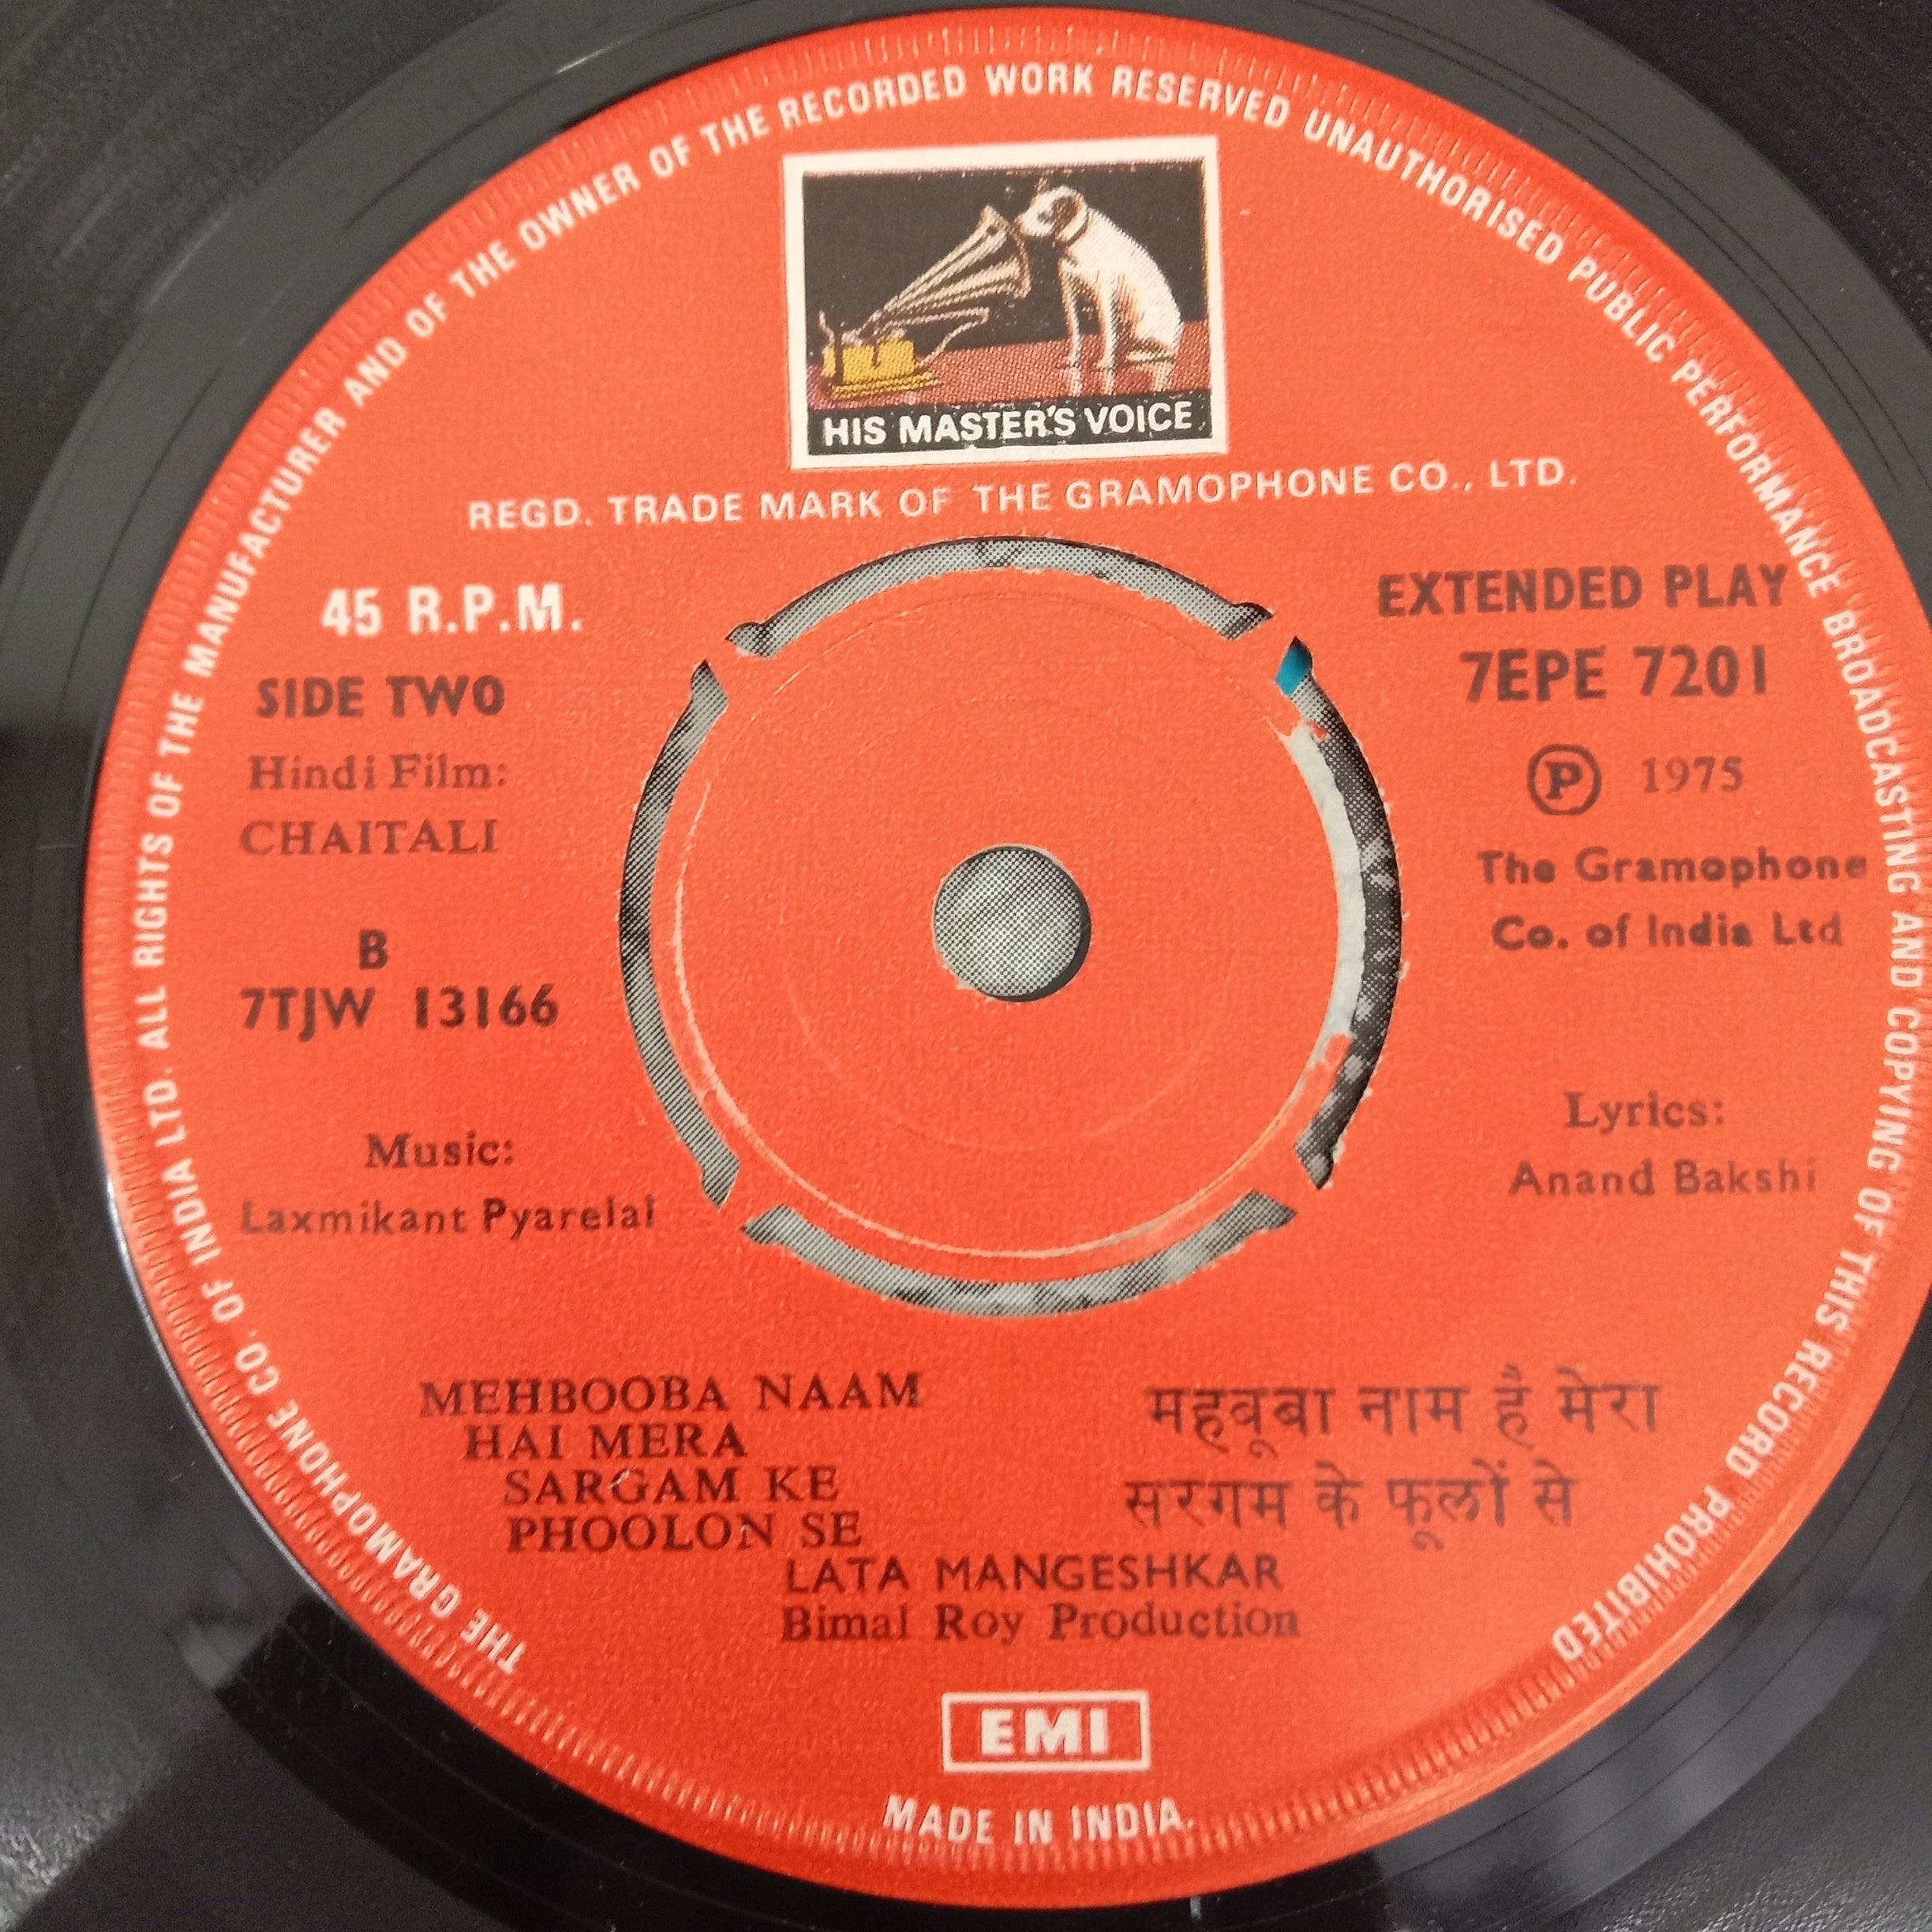 THE GRAMOPHONE CO. OF INDIA LTD. ALL RIGHTS OF THE MANUFACTURER AND OF THE OWNER OF THE RECORDED WORK RESERVED UNAUTHORISED PUBLIC PERFORMANCE BROADCASTING AND COPYING OF THIS RECORD PROHIBITED
HIS MASTER'S VOICE
REGD. TRADE MARK OF THE GRAMOPHONE CO., LTD.
45 R.P.M.
SIDE TWO
Hindi Film:
CHAITALI
B
7TJW 13166
Music:
Laxmikant Pyarelal
EXTENDED PLAY
7EPE 7201
Ⓟ 1975
The Gramophone
Co. of India Ltd
Lyrics:
Anand Bakshi
MEHBOOBA NAAM
HAI MERA
SARGAM KE
PHOOLON SE
महबूबा नाम है मेरा
सरगम के फूलों से
LATA MANGESHKAR
Bimal Roy Production
EMI
MADE IN INDIA.